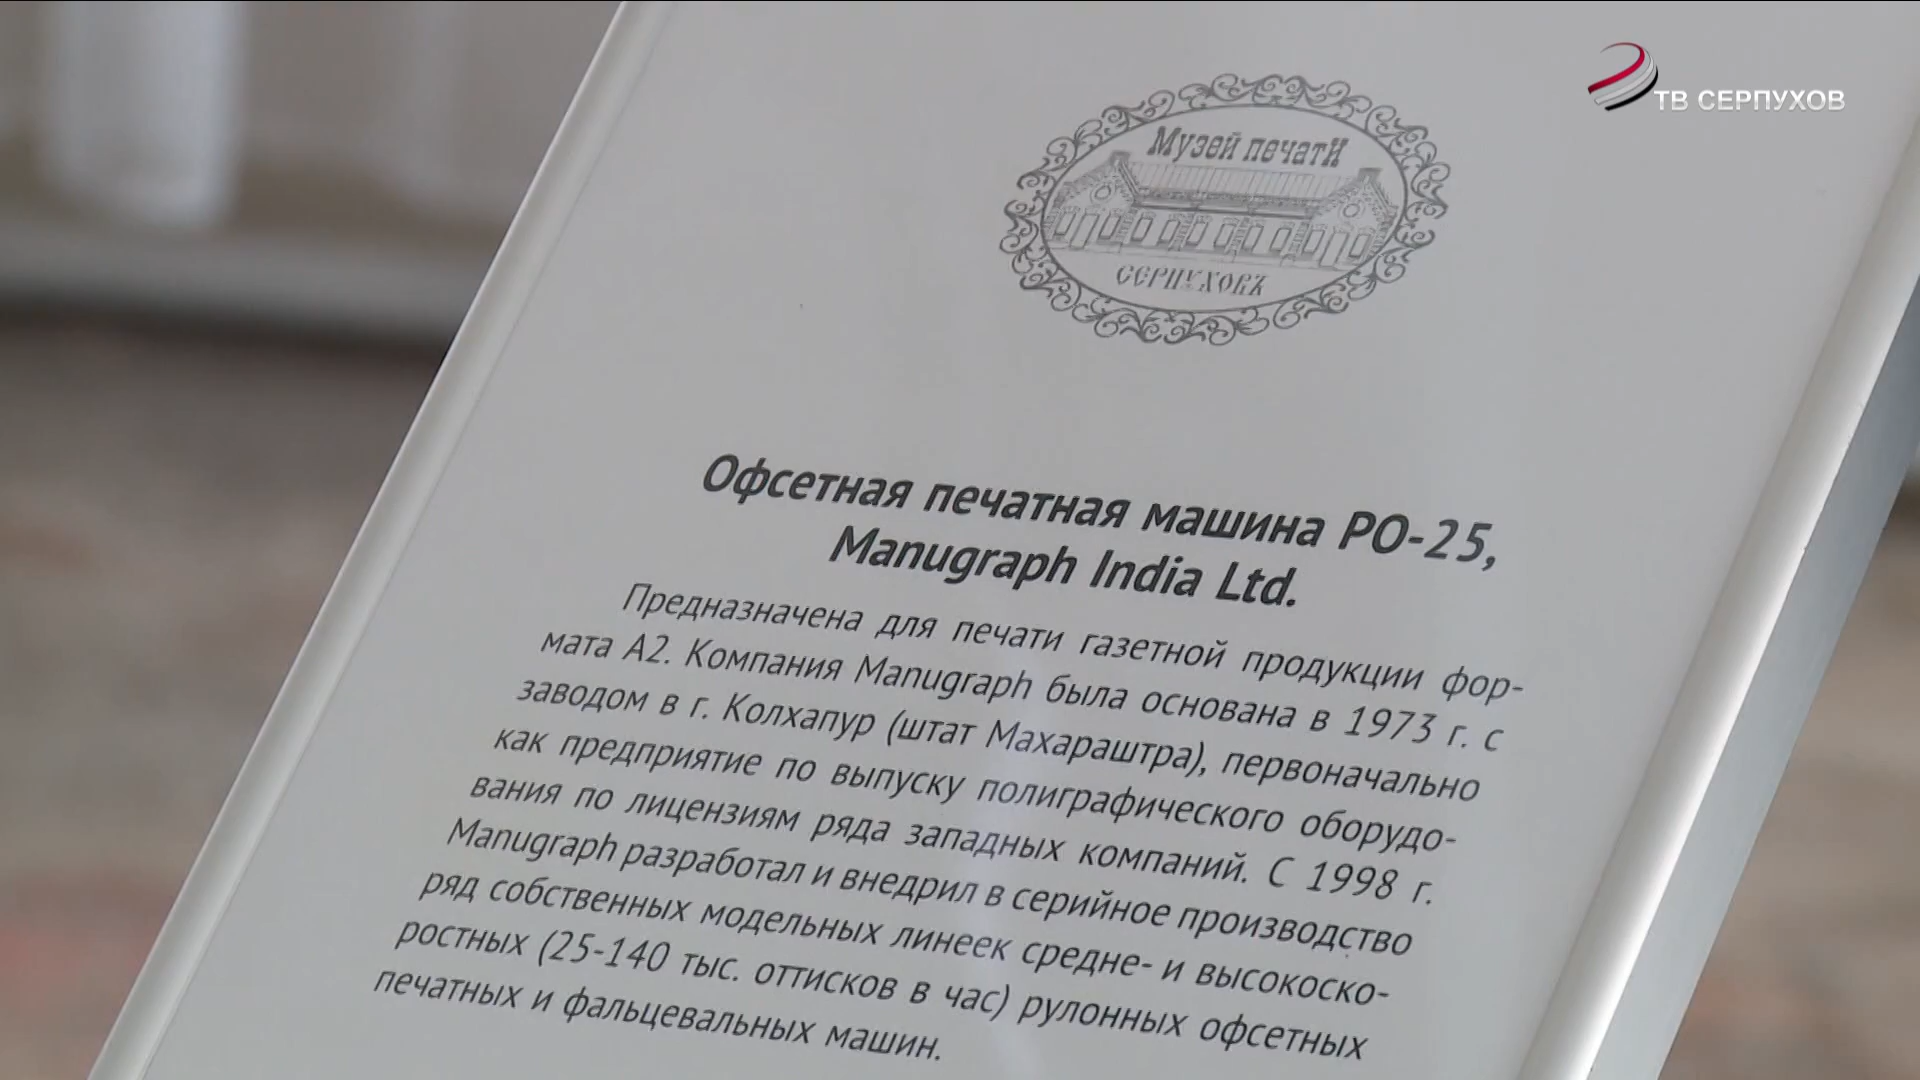 ТВ СЕРПУХОВ
Музей печатИ
СЕРПУХОВЪ
Офсетная печатная машина РО-25,
Manugraph India Ltd.
Предназначена для печати газетной продукции фор-
мата А2. Компания Manugraph была основана в 1973 г. с
заводом в г. Колхапур (штат Махараштра), первоначально
как предприятие по выпуску полиграфического оборудо-
вания по лицензиям ряда западных компаний. С 1998 г.
Manugraph разработал и внедрил в серийное производство
ряд собственных модельных линеек средне- и высокоско-
ростных (25-140 тыс. оттисков в час) рулонных офсетных
печатных и фальцевальных машин.